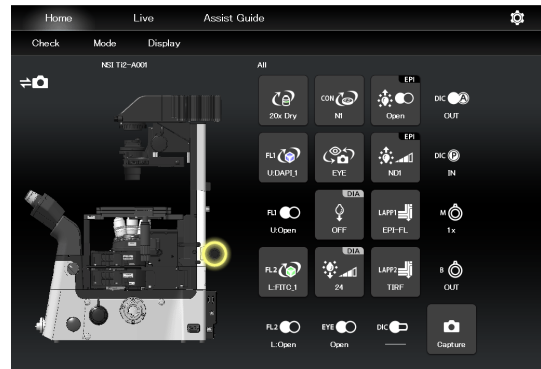 Home Live Assist Guide
Check Mode Display
NSI Ti2-A001
All
EPI
20x Dry
CON
N1
Open
DIC A
OUT
EPI
FL1
U:DAPI_1
EYE
ND1
DIC P
IN
DIA
FL1
U:Open
OFF
LAPP1
EPI-FL
M
1x
DIA
FL2
L:FITC_1
24
LAPP2
TIRF
B
OUT
FL2
L:Open
EYE
Open
DIC
Capture